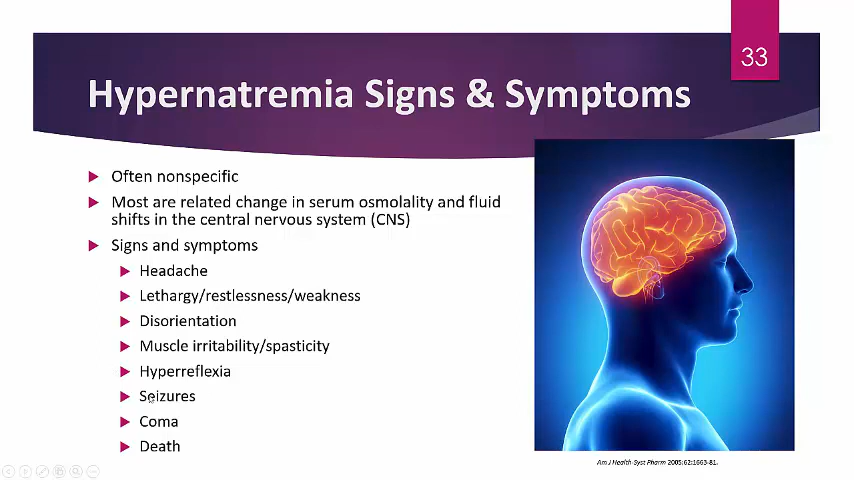 33
Hypernatremia Signs & Symptoms
Often nonspecific
Most are related change in serum osmolality and fluid
shifts in the central nervous system (CNS)
Signs and symptoms
Headache
Lethargy/restlessness/weakness
Disorientation
Muscle irritability/spasticity
Hyperreflexia
Seizures
Coma
Death
Am J Health-Syst Pharm 2005;62:1663-81.